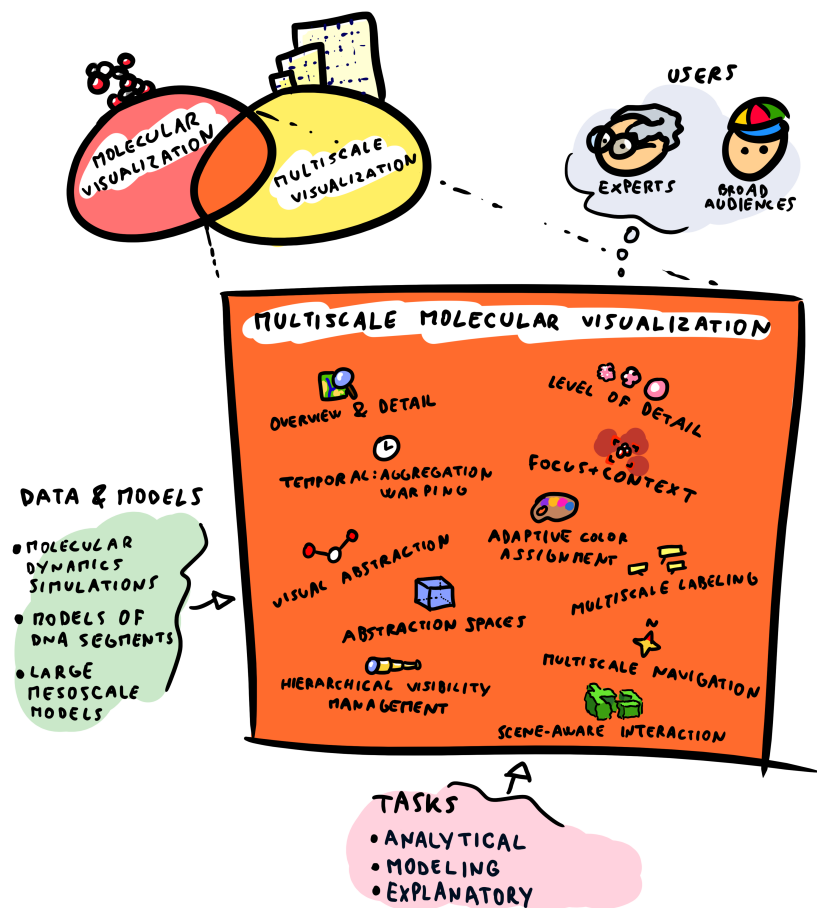 MOLECULAR
VISUALIZATION
MULTISCALE
VISUALIZATION
USERS
EXPERTS
BROAD
AUDIENCES
MULTISCALE MOLECULAR VISUALIZATION
OVERVIEW & DETAIL
LEVEL OF DETAIL
TEMPORAL: AGGREGATION
WARPING
FOCUS+CONTEXT
VISUAL ABSTRACTION
ADAPTIVE COLOR
ASSIGNMENT
MULTISCALE LABELING
ABSTRACTION SPACES
MULTISCALE NAVIGATION
N
HIERARCHICAL VISIBILITY
MANAGEMENT
SCENE-AWARE INTERACTION
DATA & MODELS
• MOLECULAR
DYNAMICS
SIMULATIONS
• MODELS OF
DNA SEGMENTS
• LARGE
MESOSCALE
MODELS
TASKS
• ANALYTICAL
• MODELING
• EXPLANATORY